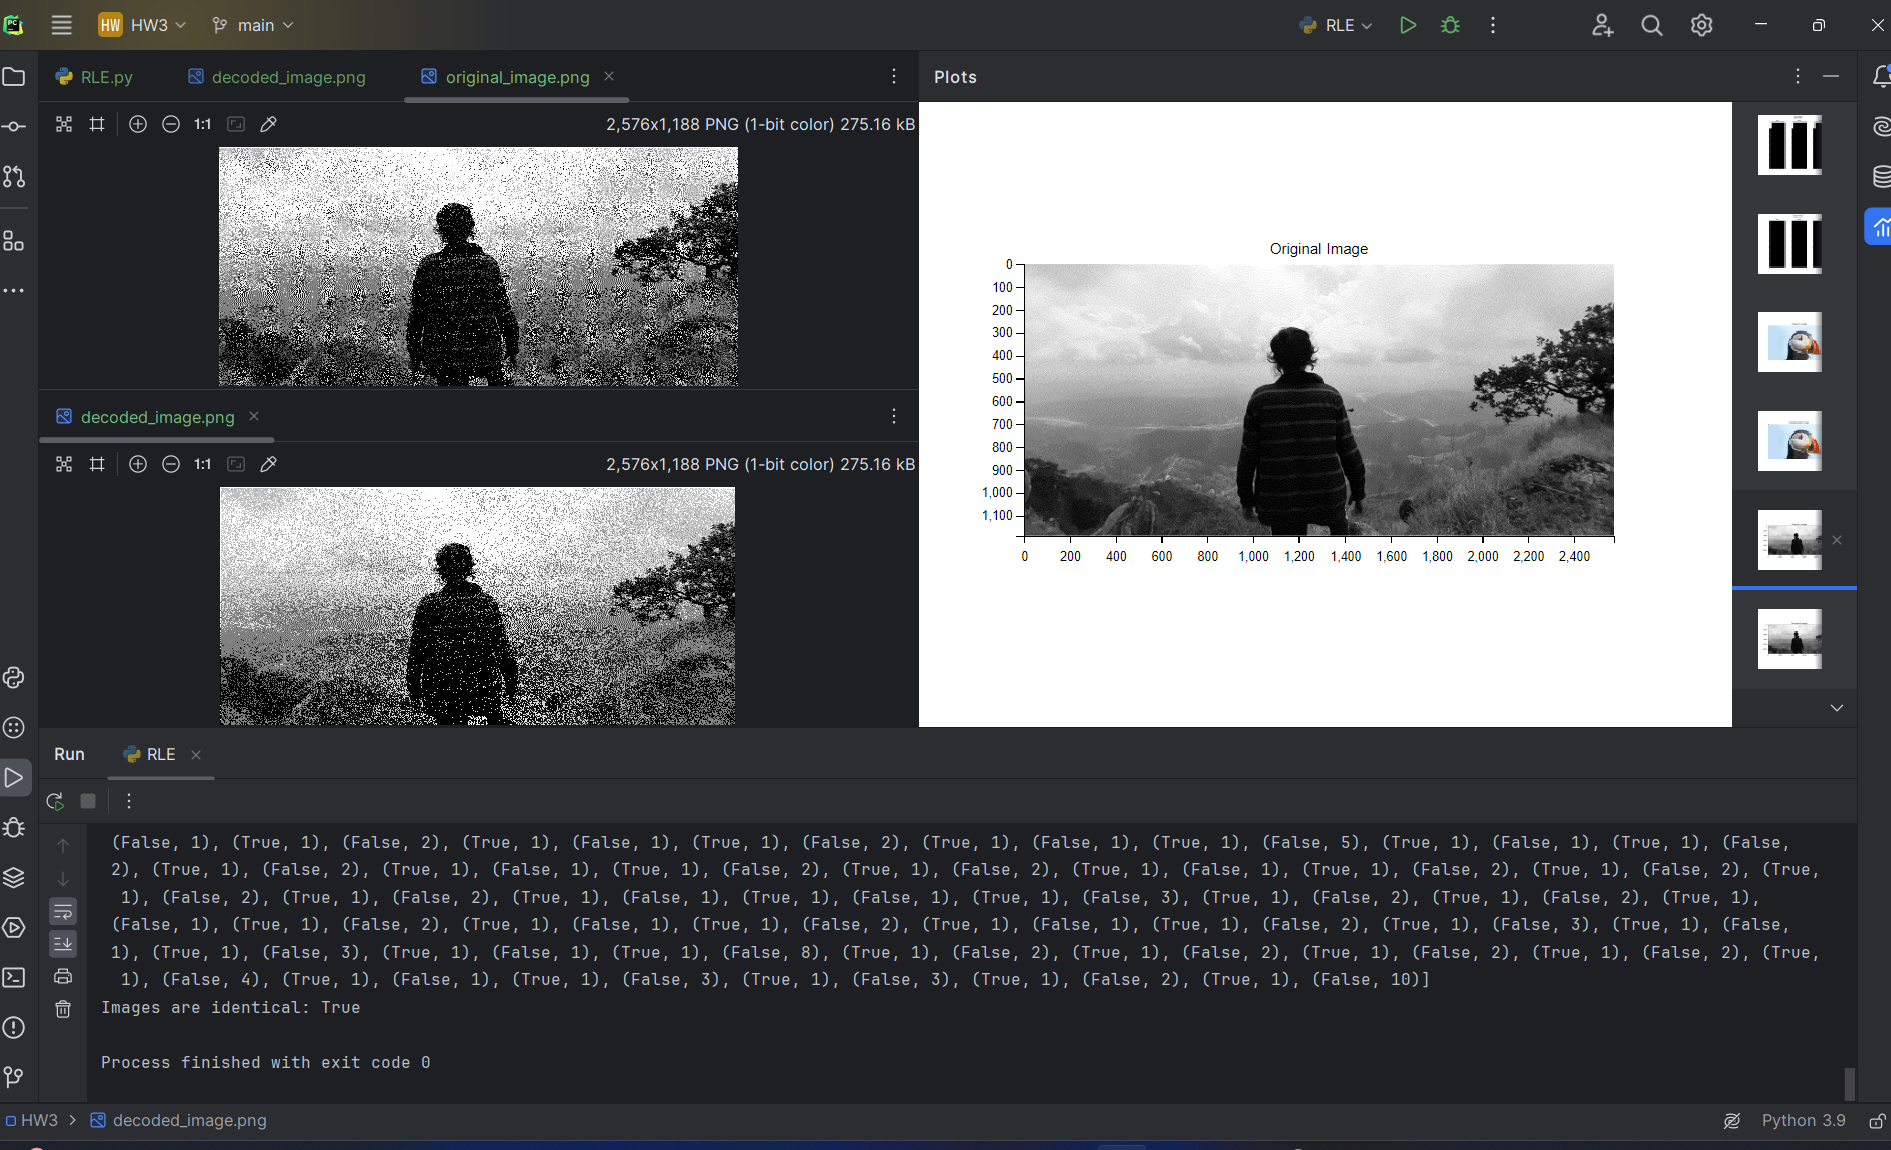 PC
HW HW3 main RLE
RLE.py decoded_image.png original_image.png
1:1 2,576x1,188 PNG (1-bit color) 275.16 kB
decoded_image.png
1:1 2,576x1,188 PNG (1-bit color) 275.16 kB
Plots
Original Image
0
100
200
300
400
500
600
700
800
900
1,000
1,100
0 200 400 600 800 1,000 1,200 1,400 1,600 1,800 2,000 2,200 2,400
Run RLE
(False, 1), (True, 1), (False, 2), (True, 1), (False, 1), (True, 1), (False, 2), (True, 1), (False, 1), (True, 1), (False, 5), (True, 1), (False, 1), (True, 1), (False,
2), (True, 1), (False, 2), (True, 1), (False, 1), (True, 1), (False, 2), (True, 1), (False, 2), (True, 1), (False, 1), (True, 1), (False, 2), (True, 1), (False, 2), (True,
1), (False, 2), (True, 1), (False, 2), (True, 1), (False, 1), (True, 1), (False, 1), (True, 1), (False, 3), (True, 1), (False, 2), (True, 1), (False, 2), (True, 1),
(False, 1), (True, 1), (False, 2), (True, 1), (False, 1), (True, 1), (False, 2), (True, 1), (False, 1), (True, 1), (False, 2), (True, 1), (False, 3), (True, 1), (False,
1), (True, 1), (False, 3), (True, 1), (False, 1), (True, 1), (False, 8), (True, 1), (False, 2), (True, 1), (False, 2), (True, 1), (False, 2), (True, 1), (False, 2), (True,
1), (False, 4), (True, 1), (False, 1), (True, 1), (False, 3), (True, 1), (False, 3), (True, 1), (False, 2), (True, 1), (False, 10)]
Images are identical: True
Process finished with exit code 0
HW3 decoded_image.png Python 3.9